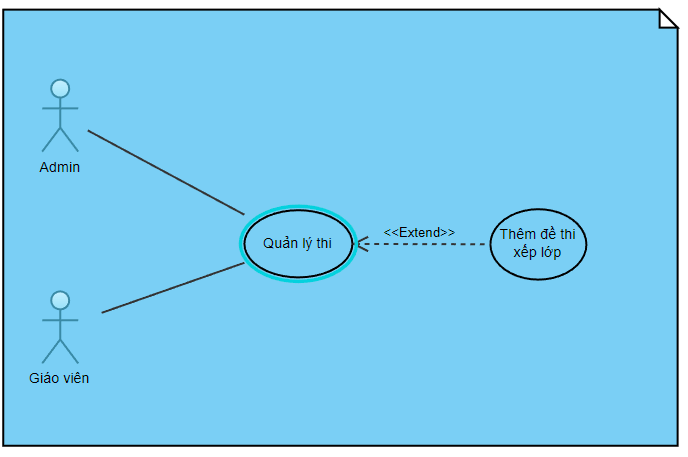 Admin
Quản lý thi
<<Extend>>
Thêm đề thi
xếp lớp
Giáo viên